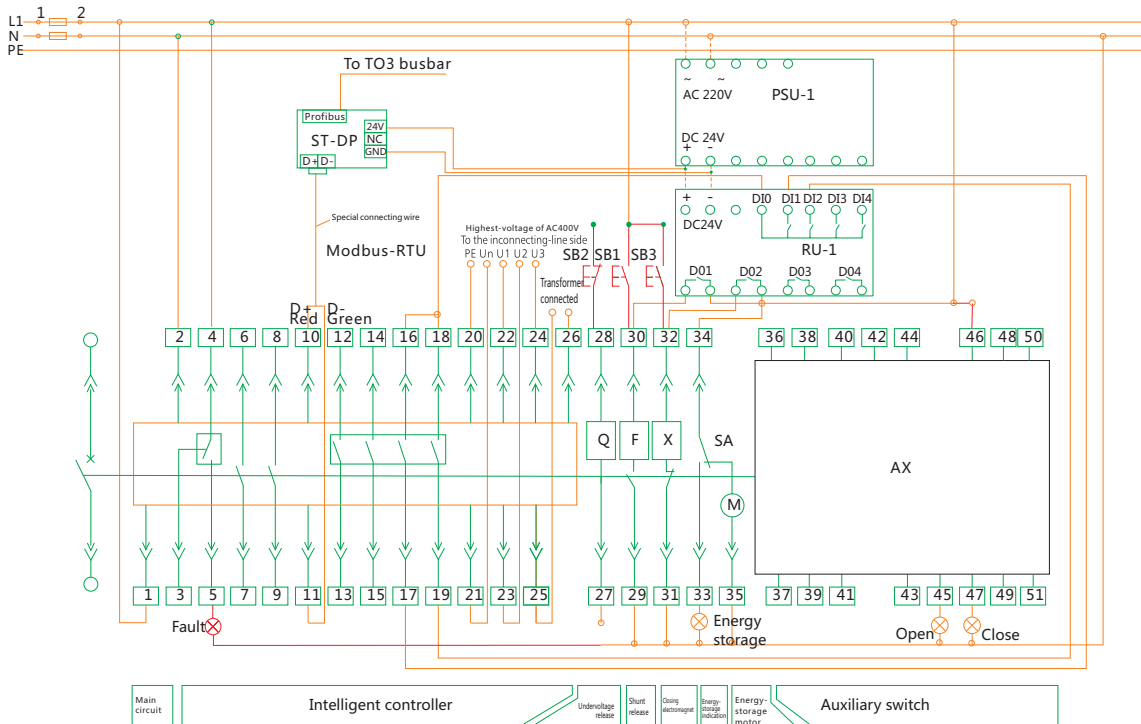 L1 1 2
N
PE
To TO3 busbar
Profibus
ST-DP
24V
NC
GND
D+ D-
~ ~
AC 220V
PSU-1
DC 24V
+ -
+ - DI0 DI1 DI2 DI3 DI4
DC24V
RU-1
D01 D02 D03 D04
Special connecting wire
Modbus-RTU
Highest-voltage of AC400V
To the inconnecting-line side
PE Un U1 U2 U3
SB2 SB1 SB3
Transformer
connected
D+ D-
Red Green
2 4 6 8 10 12 14 16 18 20 22 24 26 28 30 32 34 36 38 40 42 44 46 48 50
Q F X SA
M
AX
1 3 5 7 9 11 13 15 17 19 21 23 25 27 29 31 33 35 37 39 41 43 45 47 49 51
Fault
Energy
storage
Open Close
Main
circuit
Intelligent controller
Undervoltage
release
Shunt
release
Closing
electromagnet
Energy-
storage
indication
Energy-
storage
motor
Auxiliary switch